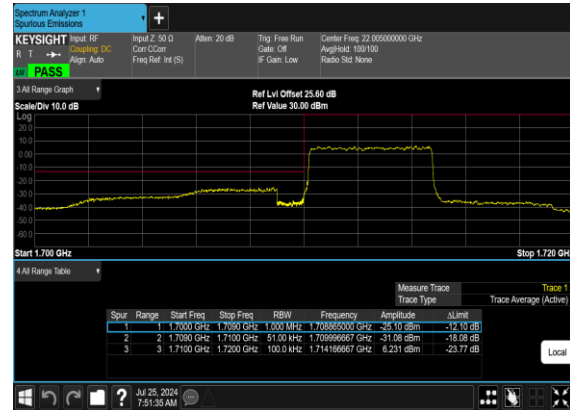 Spectrum Analyzer 1
Spurious Emissions
+
KEYSIGHT Input: RF Input Z: 50 Ω Atten: 20 dB Trig: Free Run Center Freq: 22.005000000 GHz
R T Coupling: DC Corr CCorr Gate: Off Avg|Hold: 100/100
Align: Auto Freq Ref: Int (S) IF Gain: Low Radio Std: None
PASS
3 All Range Graph
Ref Lvl Offset 25.60 dB
Scale/Div 10.0 dB Ref Value 30.00 dBm
Log
20.0
10.0
0.00
-10.0
-20.0
-30.0
-40.0
-50.0
-60.0
Start 1.700 GHz Stop 1.720 GHz
4 All Range Table
Measure Trace Trace 1
Trace Type Trace Average (Active)
Spur Range Start Freq Stop Freq RBW Frequency Amplitude ΔLimit
1 1 1.7000 GHz 1.7090 GHz 1.000 MHz 1.708865000 GHz -25.10 dBm -12.10 dB
2 2 1.7090 GHz 1.7100 GHz 51.00 kHz 1.709996667 GHz -31.08 dBm -18.08 dB
3 3 1.7100 GHz 1.7200 GHz 100.0 kHz 1.714166667 GHz 6.231 dBm -23.77 dB
Local
? Jul 25, 2024
7:51:35 AM